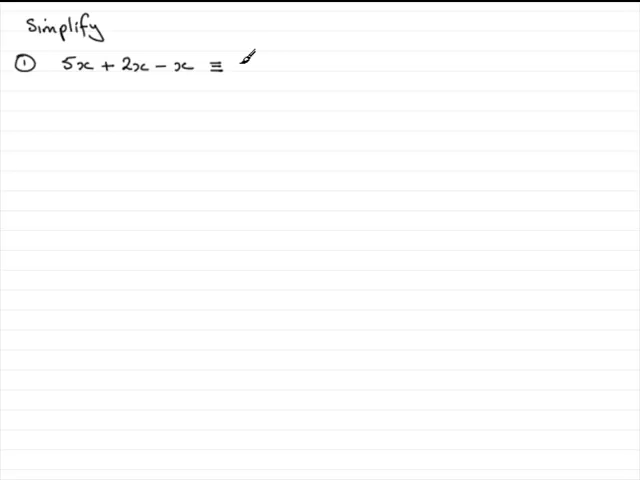 Simplify
① 5x + 2x - x ≡